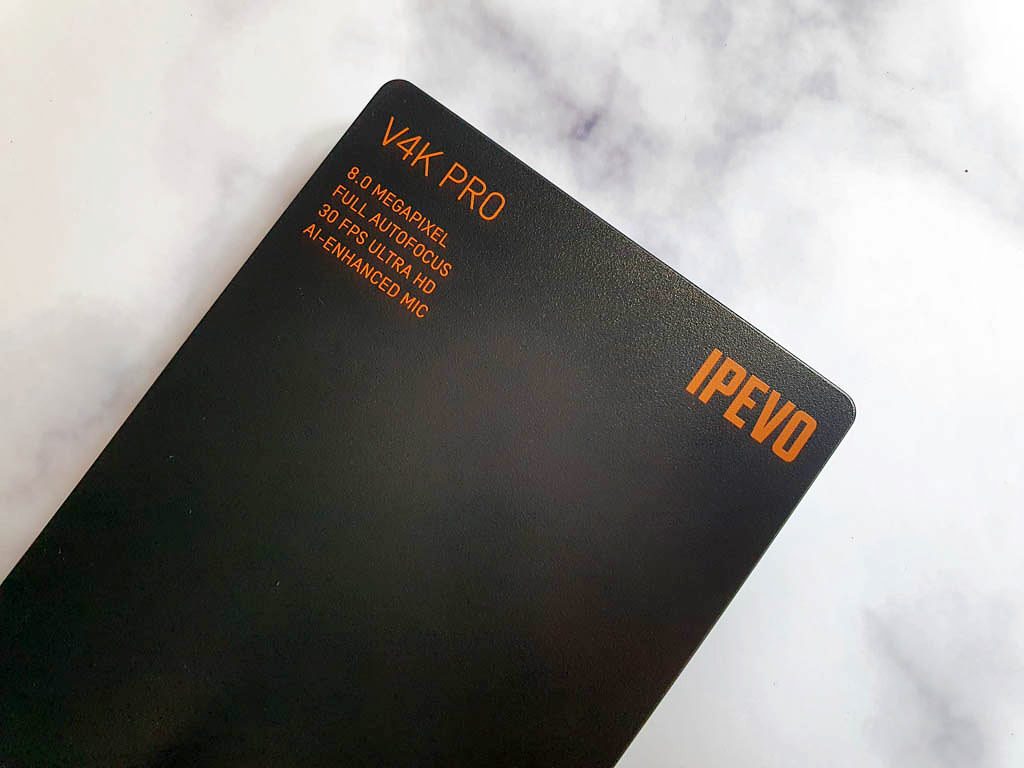 V4K PRO
8.0 MEGAPIXEL
FULL AUTOFOCUS
30 FPS ULTRA HD
AI-ENHANCED MIC
IPEVO